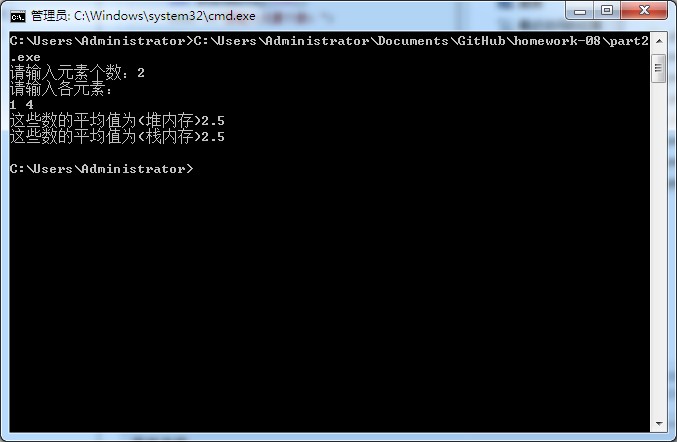 管理员: C:\Windows\system32\cmd.exe
C:\Users\Administrator>C:\Users\Administrator\Documents\GitHub\homework-08\part2
.exe
请输入元素个数：2
请输入各元素：
1 4
这些数的平均值为(堆内存)2.5
这些数的平均值为(栈内存)2.5
C:\Users\Administrator>